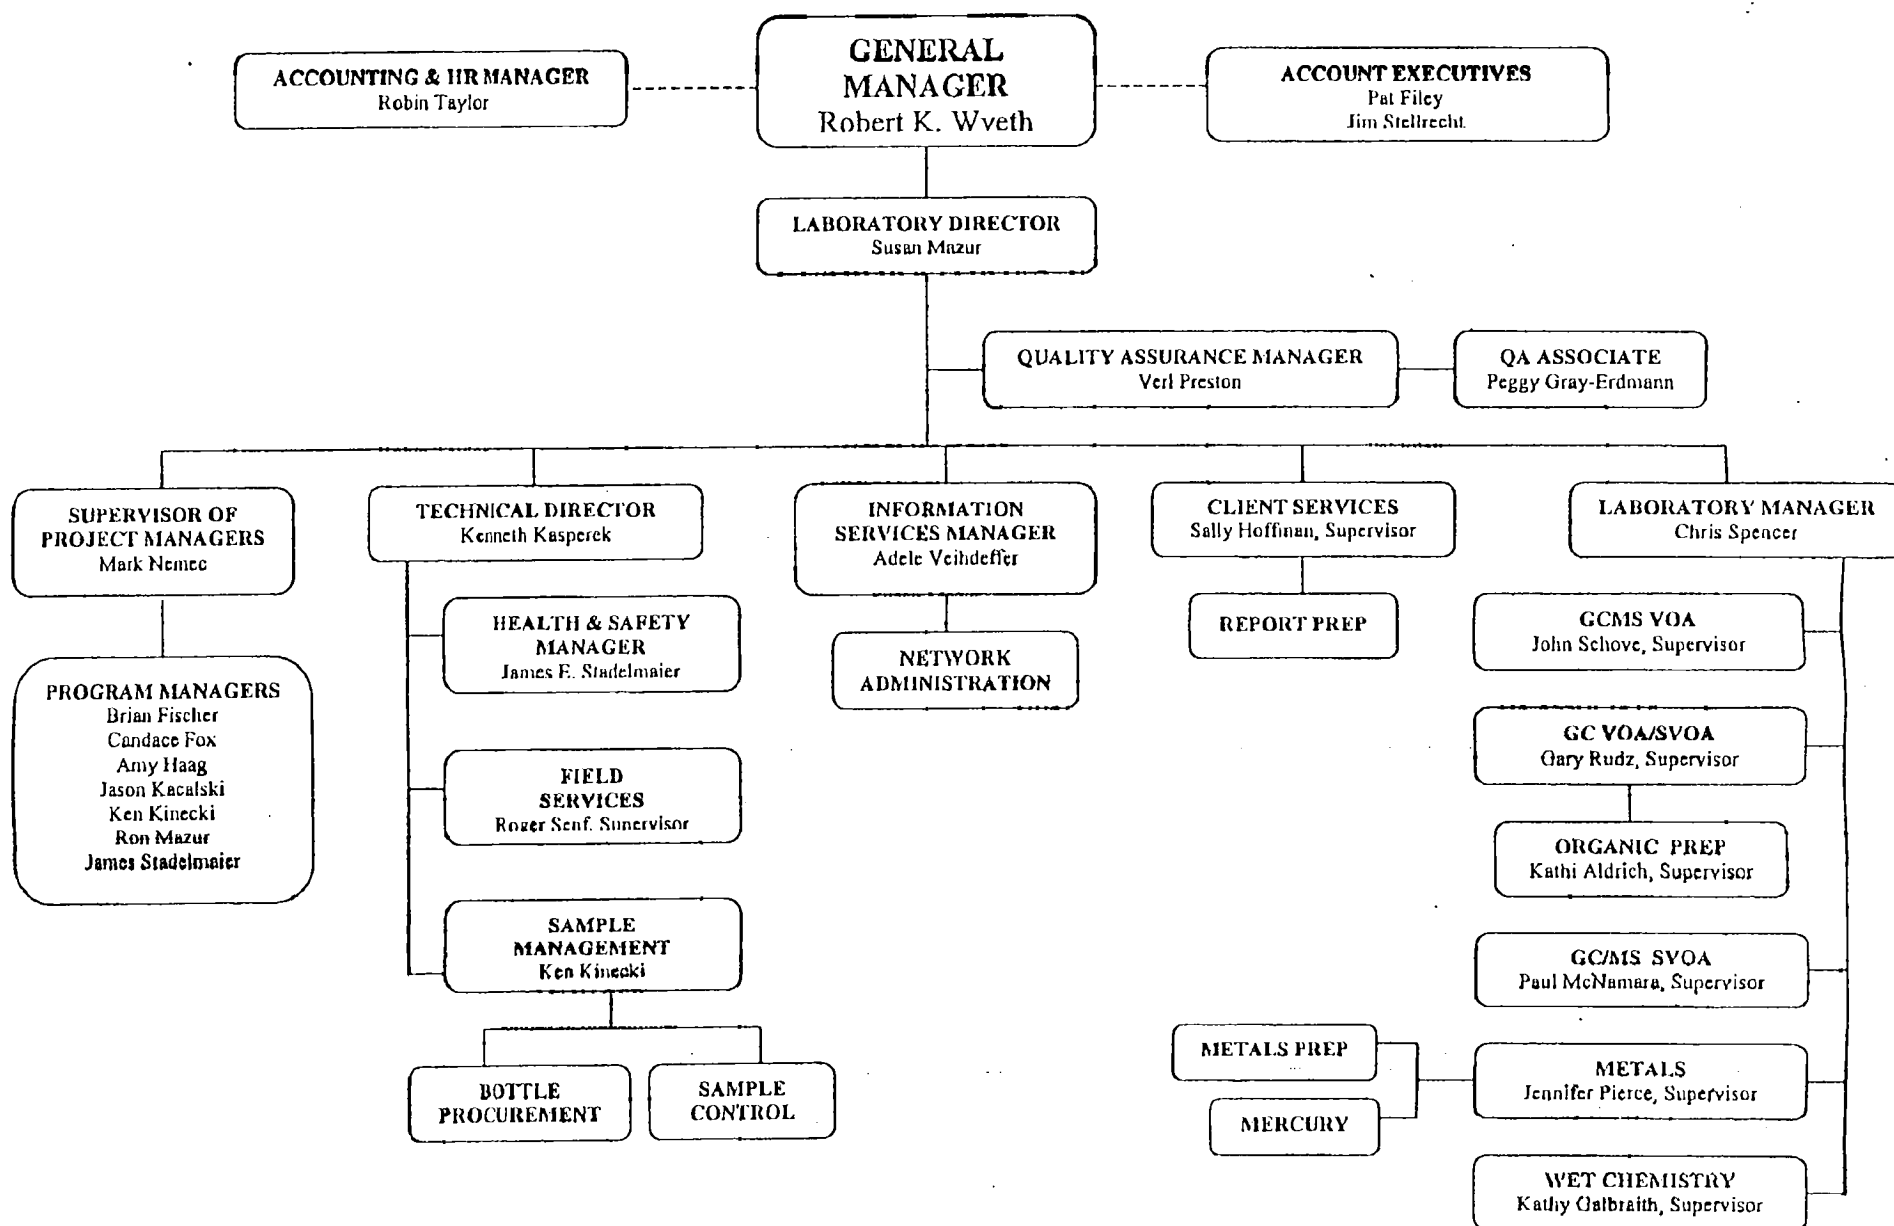 GENERAL
MANAGER
Robert K. Wveth
ACCOUNTING & HR MANAGER
Robin Taylor
ACCOUNT EXECUTIVES
Pat Filey
Jim Stellrecht
LABORATORY DIRECTOR
Susan Mazur
QUALITY ASSURANCE MANAGER
Verl Preston
QA ASSOCIATE
Peggy Gray-Erdmann
SUPERVISOR OF
PROJECT MANAGERS
Mark Nemec
TECHNICAL DIRECTOR
Kenneth Kasperek
INFORMATION
SERVICES MANAGER
Adele Veihdeffer
CLIENT SERVICES
Sally Hoffman, Supervisor
LABORATORY MANAGER
Chris Spencer
PROGRAM MANAGERS
Brian Fischer
Candace Fox
Amy Haag
Jason Kacalski
Ken Kinecki
Ron Mazur
James Stadelmaier
HEALTH & SAFETY
MANAGER
James E. Stadelmaier
FIELD
SERVICES
Roger Senf. Supervisor
SAMPLE
MANAGEMENT
Ken Kinecki
BOTTLE
PROCUREMENT
SAMPLE
CONTROL
NETWORK
ADMINISTRATION
REPORT PREP
GCMS VOA
John Schove, Supervisor
GC VOA/SVOA
Gary Rudz, Supervisor
ORGANIC PREP
Kathi Aldrich, Supervisor
GC/MS SVOA
Paul McNamara, Supervisor
METALS PREP
MERCURY
METALS
Jennifer Pierce, Supervisor
WET CHEMISTRY
Kathy Galbraith, Supervisor